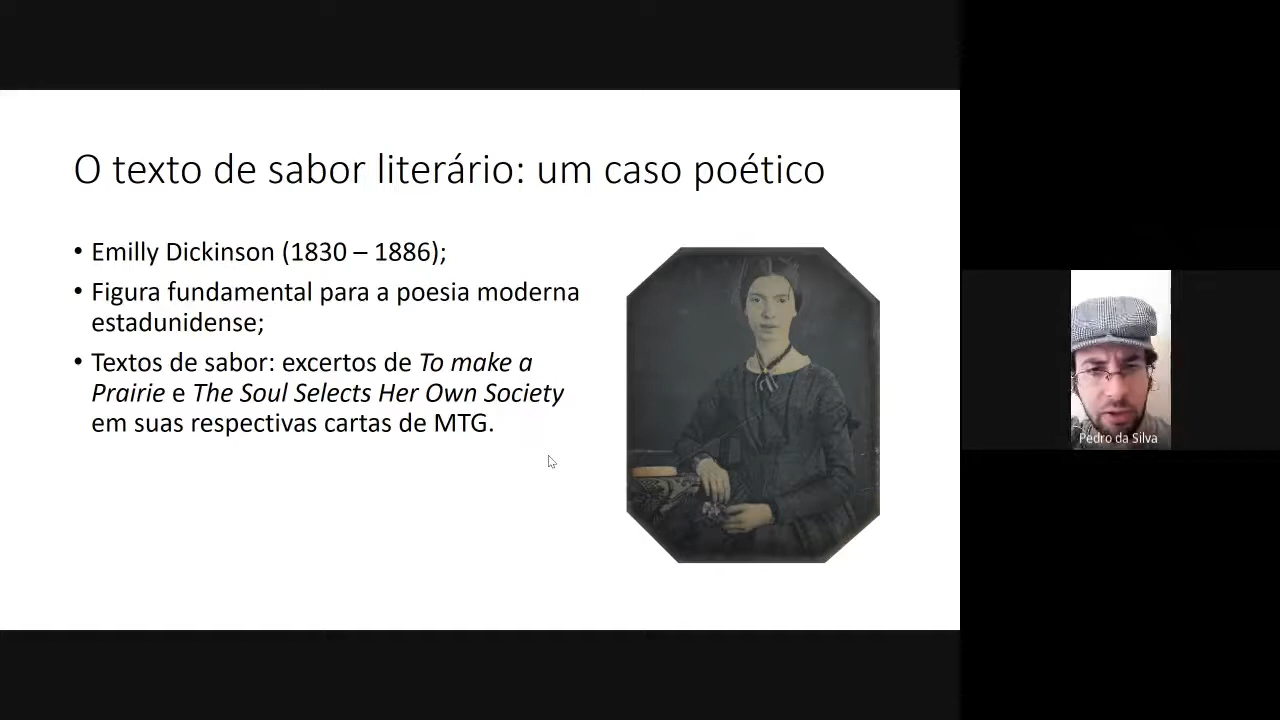 O texto de sabor literário: um caso poético
• Emilly Dickinson (1830 – 1886);
• Figura fundamental para a poesia moderna
estadunidense;
• Textos de sabor: excertos de To make a
Prairie e The Soul Selects Her Own Society
em suas respectivas cartas de MTG.
Pedro da Silva